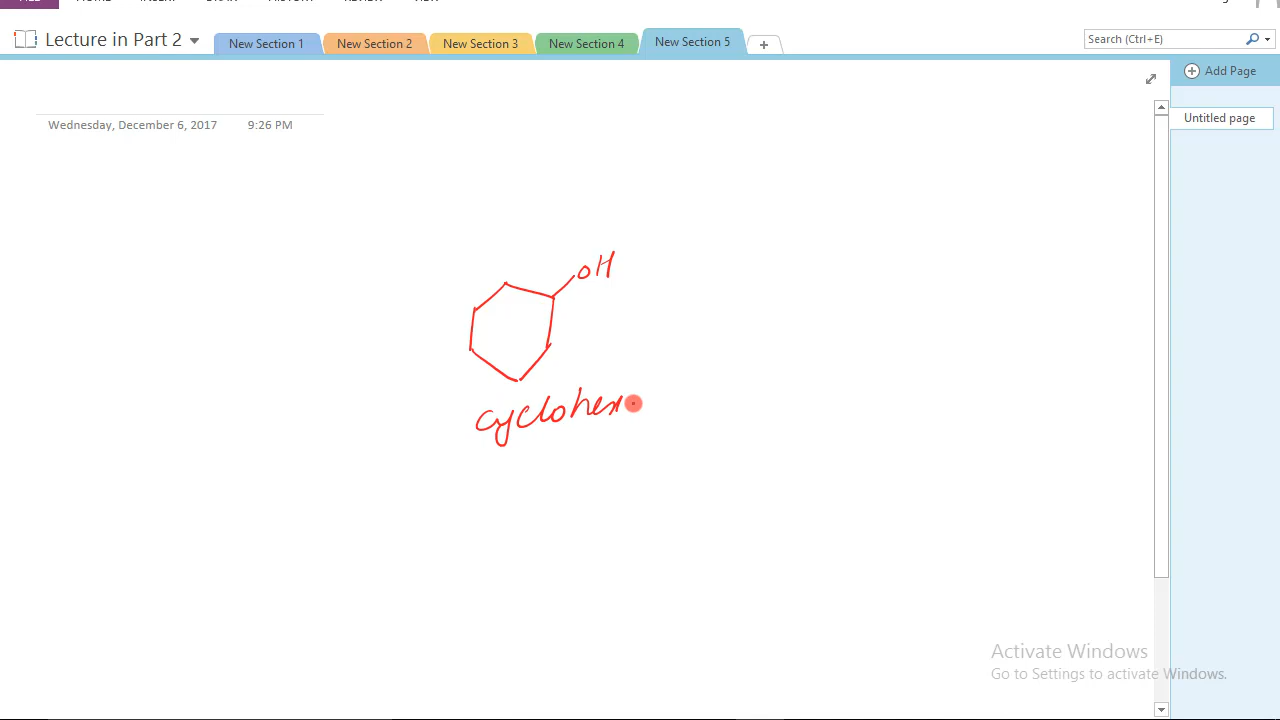 Lecture in Part 2
New Section 1
New Section 2
New Section 3
New Section 4
New Section 5
Search (Ctrl+E)
Add Page
Untitled page
Wednesday, December 6, 2017 9:26 PM
OH
cyclohex
Activate Windows
Go to Settings to activate Windows.